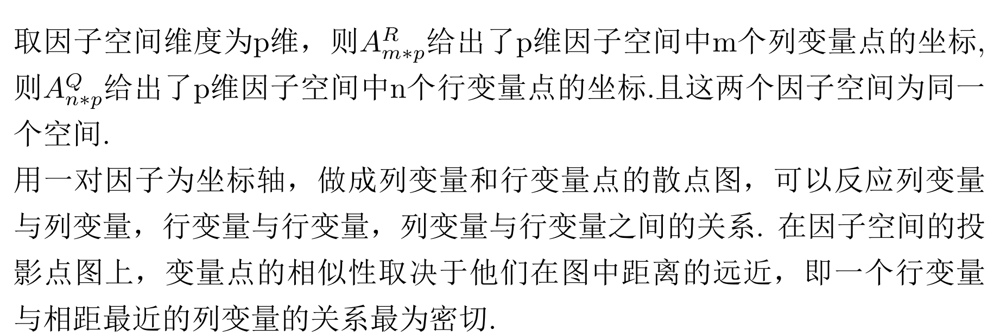 取因子空间维度为p维，则$A^{R}_{m*p}$给出了p维因子空间中m个列变量点的坐标,
则$A^{Q}_{n*p}$给出了p维因子空间中n个行变量点的坐标.且这两个因子空间为同一
个空间.
用一对因子为坐标轴，做成列变量和行变量点的散点图，可以反应列变量
与列变量，行变量与行变量，列变量与行变量之间的关系. 在因子空间的投
影点图上，变量点的相似性取决于他们在图中距离的远近，即一个行变量
与相距最近的列变量的关系最为密切.